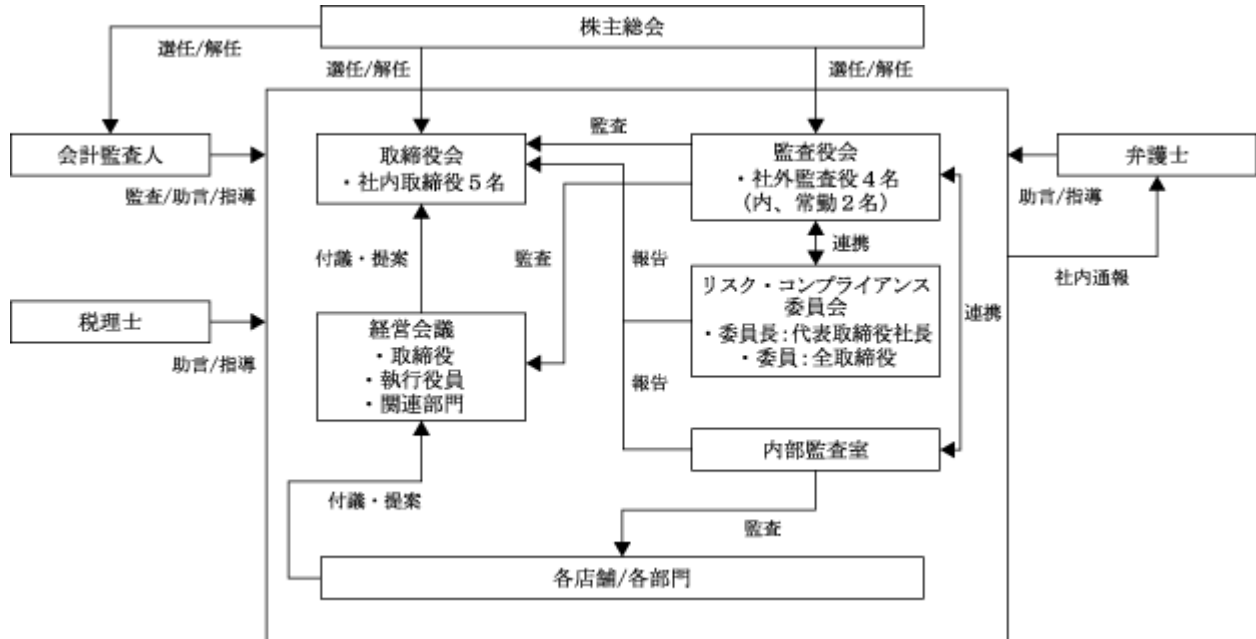 株主総会
選任/解任
選任/解任
選任/解任
会計監査人
監査/助言/指導
取締役会
・社内取締役5名
監査
監査役会
・社外監査役4名
(内、常勤2名)
弁護士
助言/指導
社内通報
付議・提案
監査
報告
連携
連携
リスク・コンプライアンス
委員会
・委員長:代表取締役社長
・委員:全取締役
税理士
助言/指導
経営会議
・取締役
・執行役員
・関連部門
報告
内部監査室
付議・提案
監査
各店舗/各部門